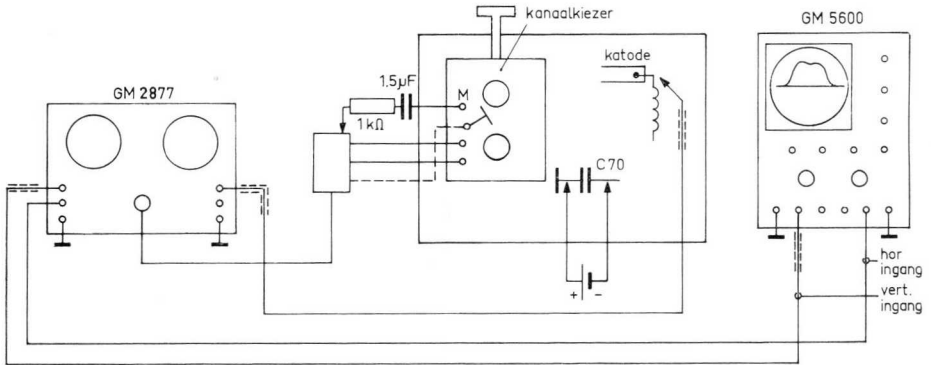 kanaalkiezer
GM 5600
katode
1,5µF
M
GM 2877
1kΩ
C70
hor
ingang
+ -
vert.
ingang